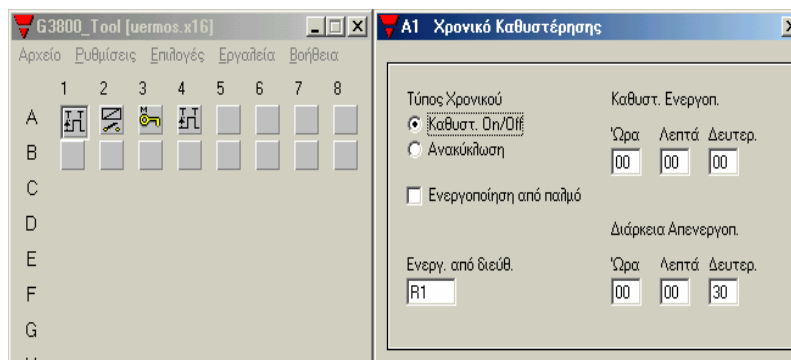 G3800_Tool [uermos.x16]
Αρχείο Ρυθμίσεις Επιλογές Εργαλεία Βοήθεια
1 2 3 4 5 6 7 8
A
B
C
D
E
F
G
A1 Χρονικό Καθυστέρησης
Τύπος Χρονικού
Καθυστ. On/Off
Ανακύκλωση
Ενεργοποίηση από παλμό
Ενεργ. από διεύθ.
R1
Καθυστ. Ενεργοπ.
Ώρα Λεπτά Δευτερ.
00 00 00
Διάρκεια Απενεργοπ.
Ώρα Λεπτά Δευτερ.
00 00 30